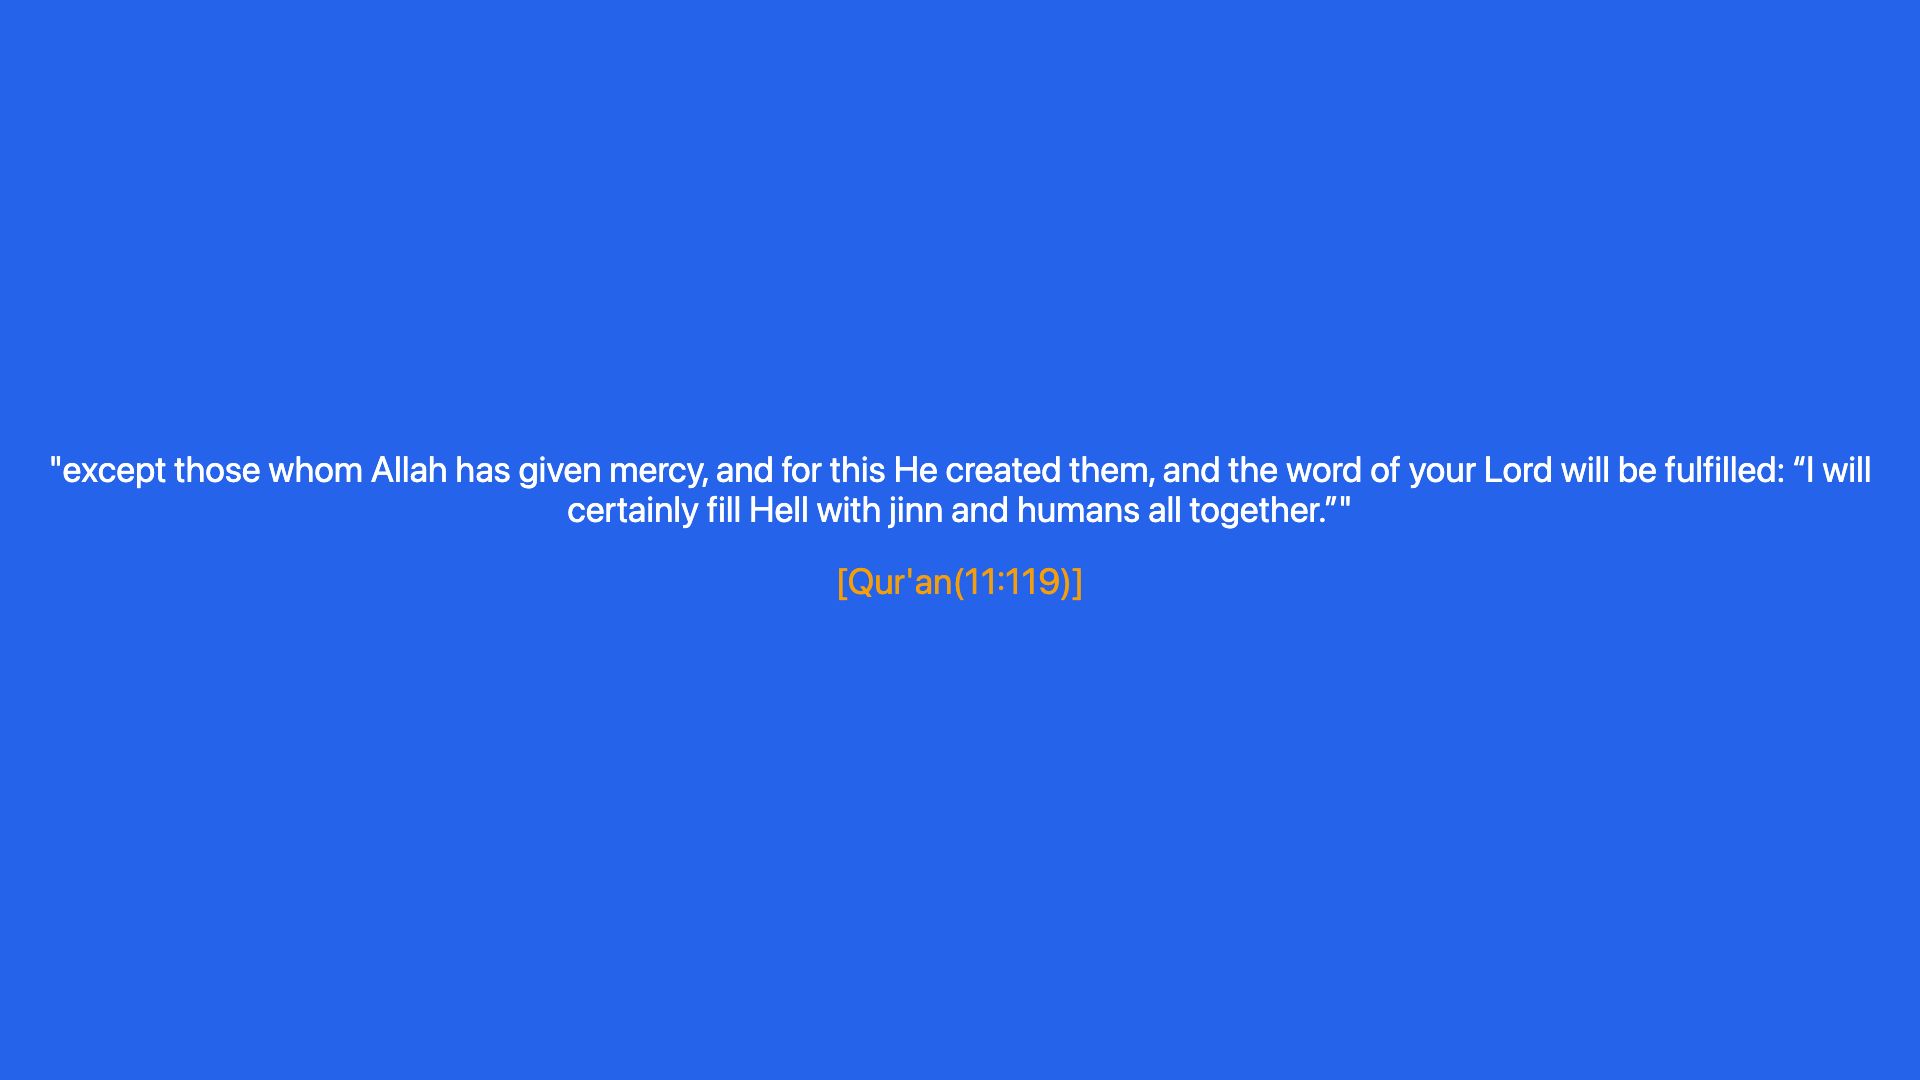 "except those whom Allah has given mercy, and for this He created them, and the word of your Lord will be fulfilled: “I will
certainly fill Hell with jinn and humans all together.”"
[Qur'an(11:119)]